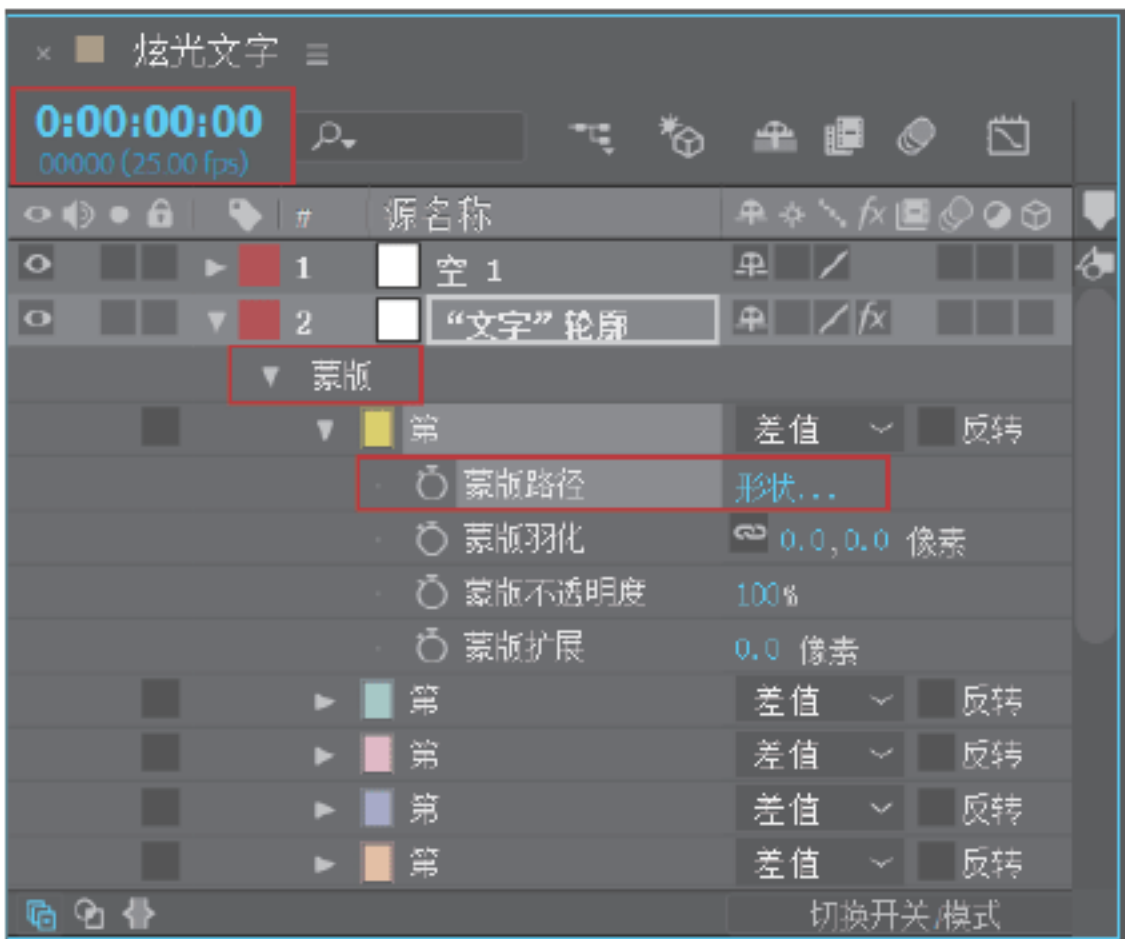 炫光文字
0:00:00:00
00000 (25.00 fps)
# 源名称
1 空 1
2 “文字” 轮廓
蒙版
第 差值 反转
蒙版路径 形状...
蒙版羽化 0.0,0.0 像素
蒙版不透明度 100%
蒙版扩展 0.0 像素
第 差值 反转
第 差值 反转
第 差值 反转
第 差值 反转
切换开关/模式